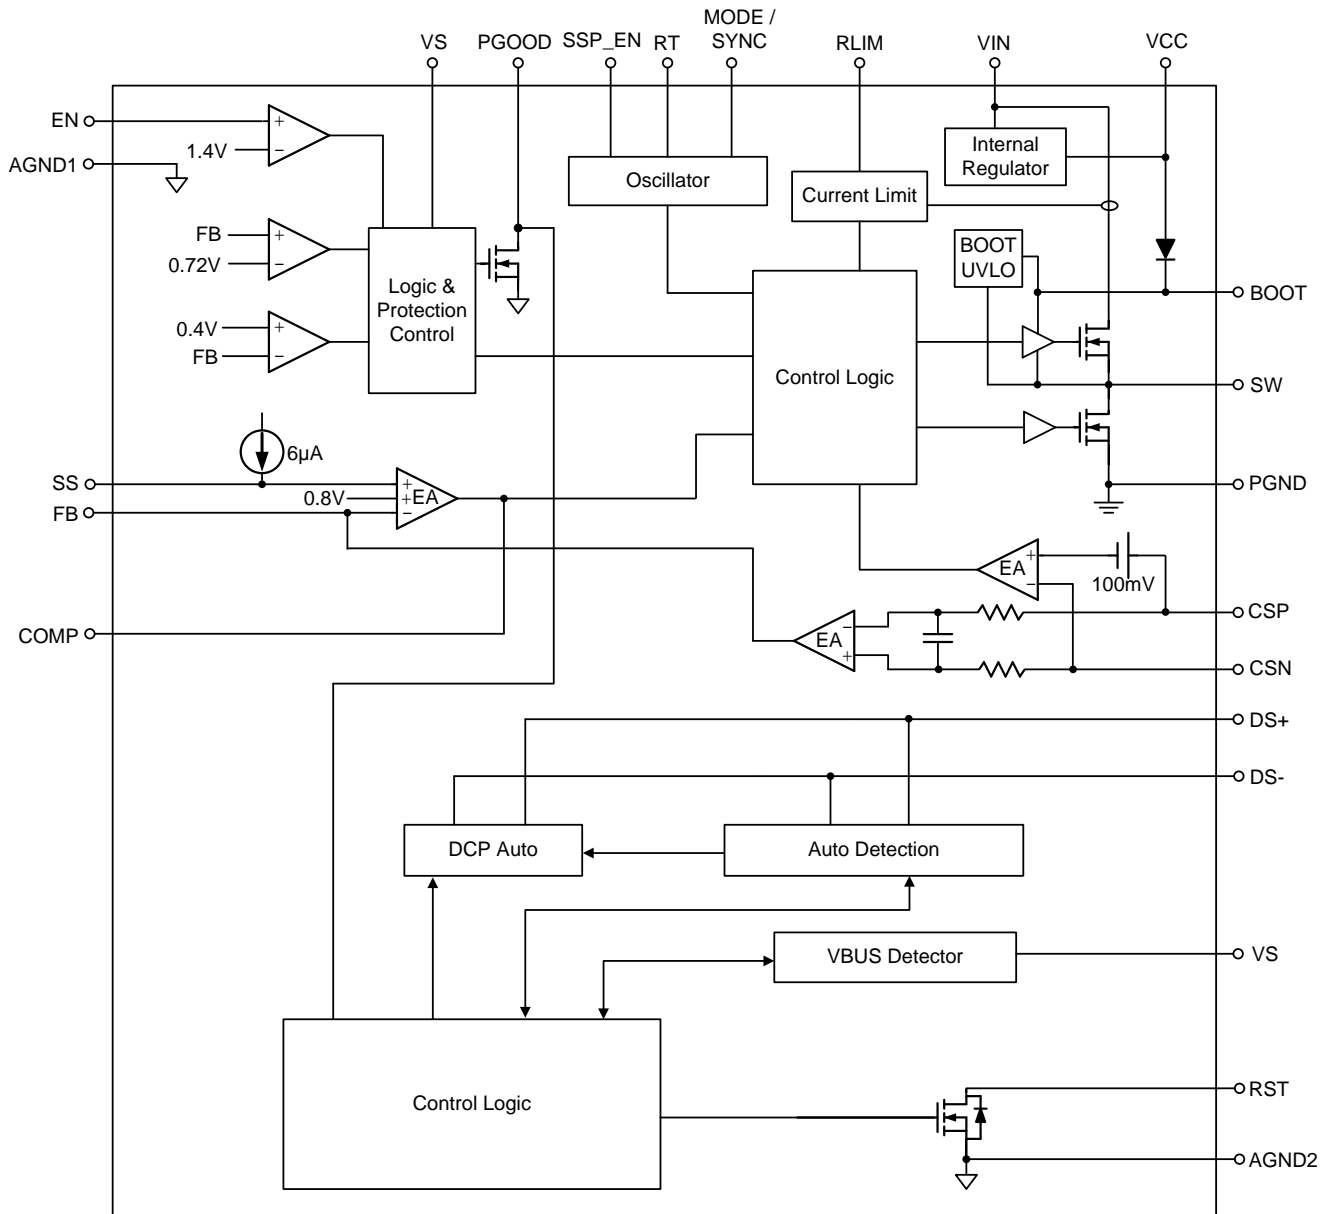 MODE /
SYNC
VS
PGOOD
SSP_EN
RT
RLIM
VIN
VCC
EN
+
−
1.4V
AGND1
Oscillator
Internal
Regulator
Current Limit
FB
+
0.72V
−
Logic &
Protection
Control
BOOT
UVLO
BOOT
0.4V
+
FB
−
Control Logic
SW
6µA
SS
+
0.8V
+
EA
FB
−
PGND
EA
+
−
100mV
CSP
COMP
EA
−
+
CSN
DS+
DS-
DCP Auto
Auto Detection
VBUS Detector
VS
Control Logic
RST
AGND2